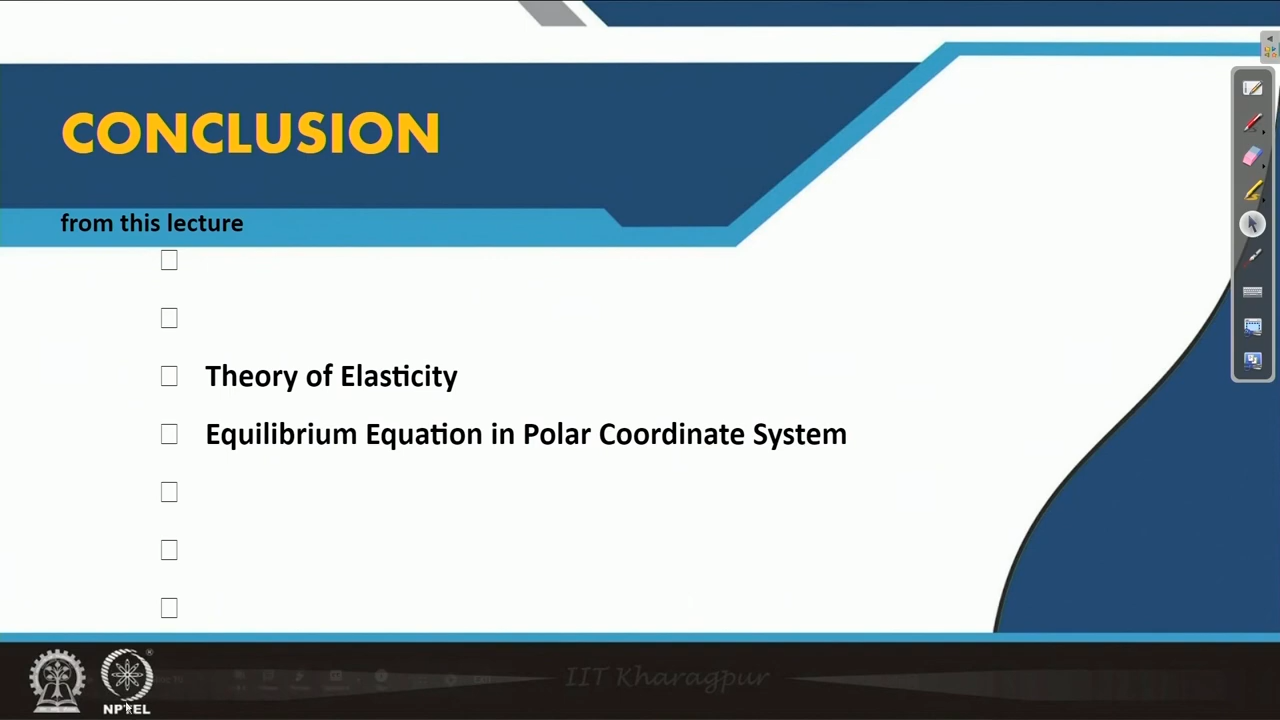 CONCLUSION
from this lecture
Theory of Elasticity
Equilibrium Equation in Polar Coordinate System
IIT Kharagpur
NPTEL